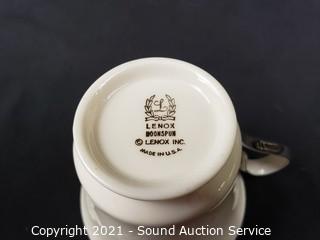 L
LENOX
MOONSPUN
© LENOX INC.
MADE IN U.S.A.
Copyright 2021 - Sound Auction Service